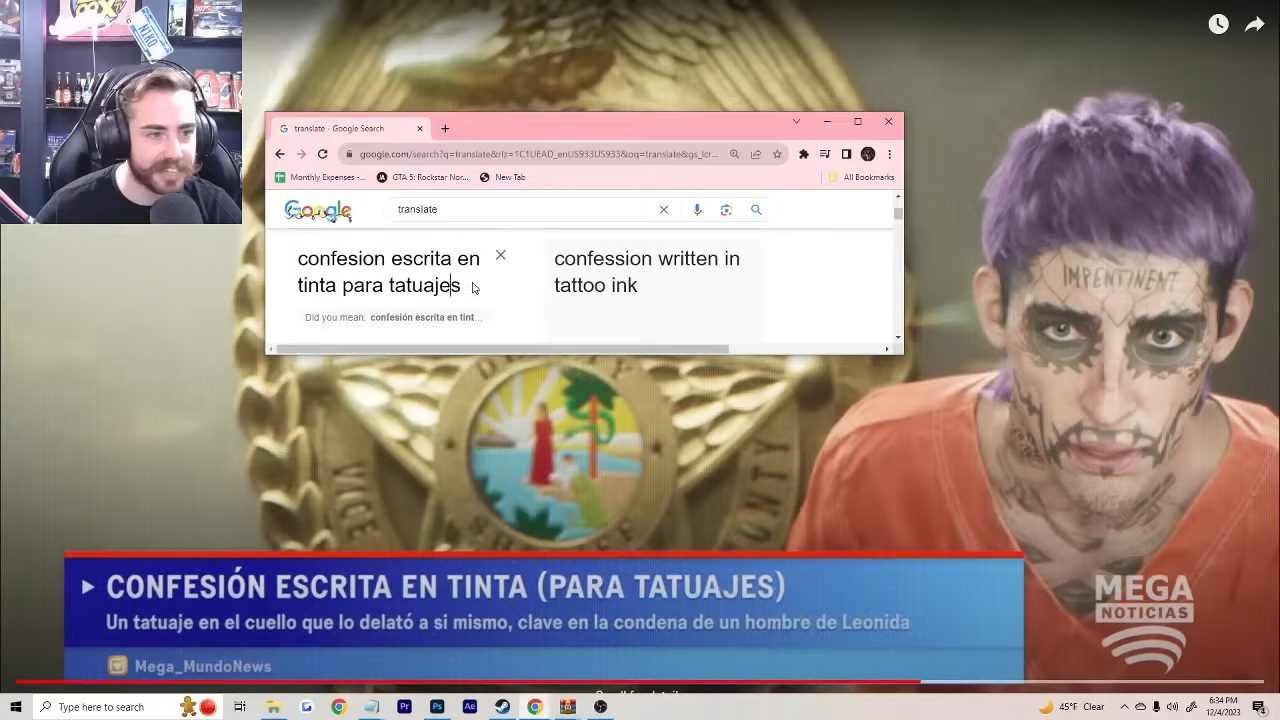 NIKO
translate - Google Search
google.com/search?q=translate&rlz=1C1UEAD_enUS933US933&oq=translate&gs_lcr...
Monthly Expenses -...
GTA 5: Rockstar Nor...
New Tab
All Bookmarks
Google
translate
confesion escrita en
tinta para tatuajes
confession written in
tattoo ink
Did you mean: confesión escrita en tint...
IMPENTINENT
VICE
COUNTY
CONFESIÓN ESCRITA EN TINTA (PARA TATUAJES)
Un tatuaje en el cuello que lo delató a si mismo, clave en la condena de un hombre de Leonida
Mega_MundoNews
MEGA
NOTICIAS
Type here to search
45°F Clear
6:34 PM
12/4/2023